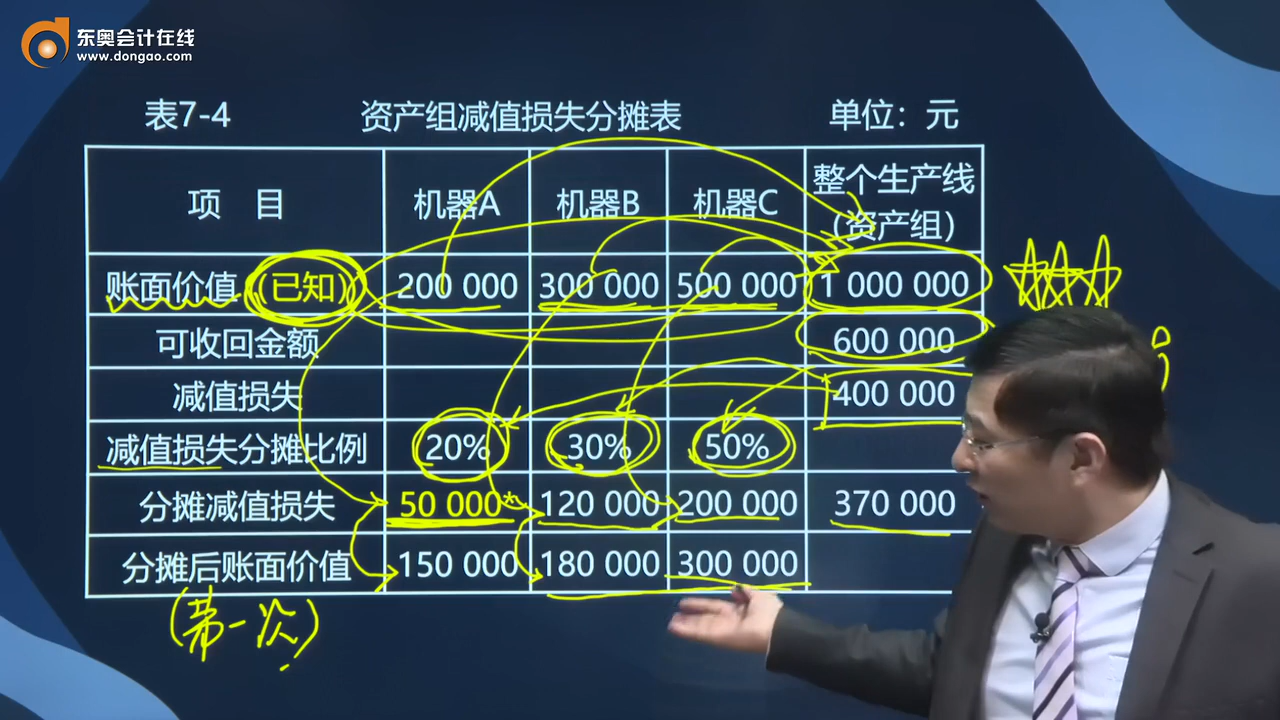 东奥会计在线
www.dongao.com
表7-4 资产组减值损失分摊表 单位：元
项 目 机器A 机器B 机器C 整个生产线（资产组）
账面价值（已知） 200 000 300 000 500 000 1 000 000
可收回金额 600 000
减值损失 400 000
减值损失分摊比例 20% 30% 50%
分摊减值损失 50 000* 120 000 200 000 370 000
分摊后账面价值 150 000 180 000 300 000
(第一次)